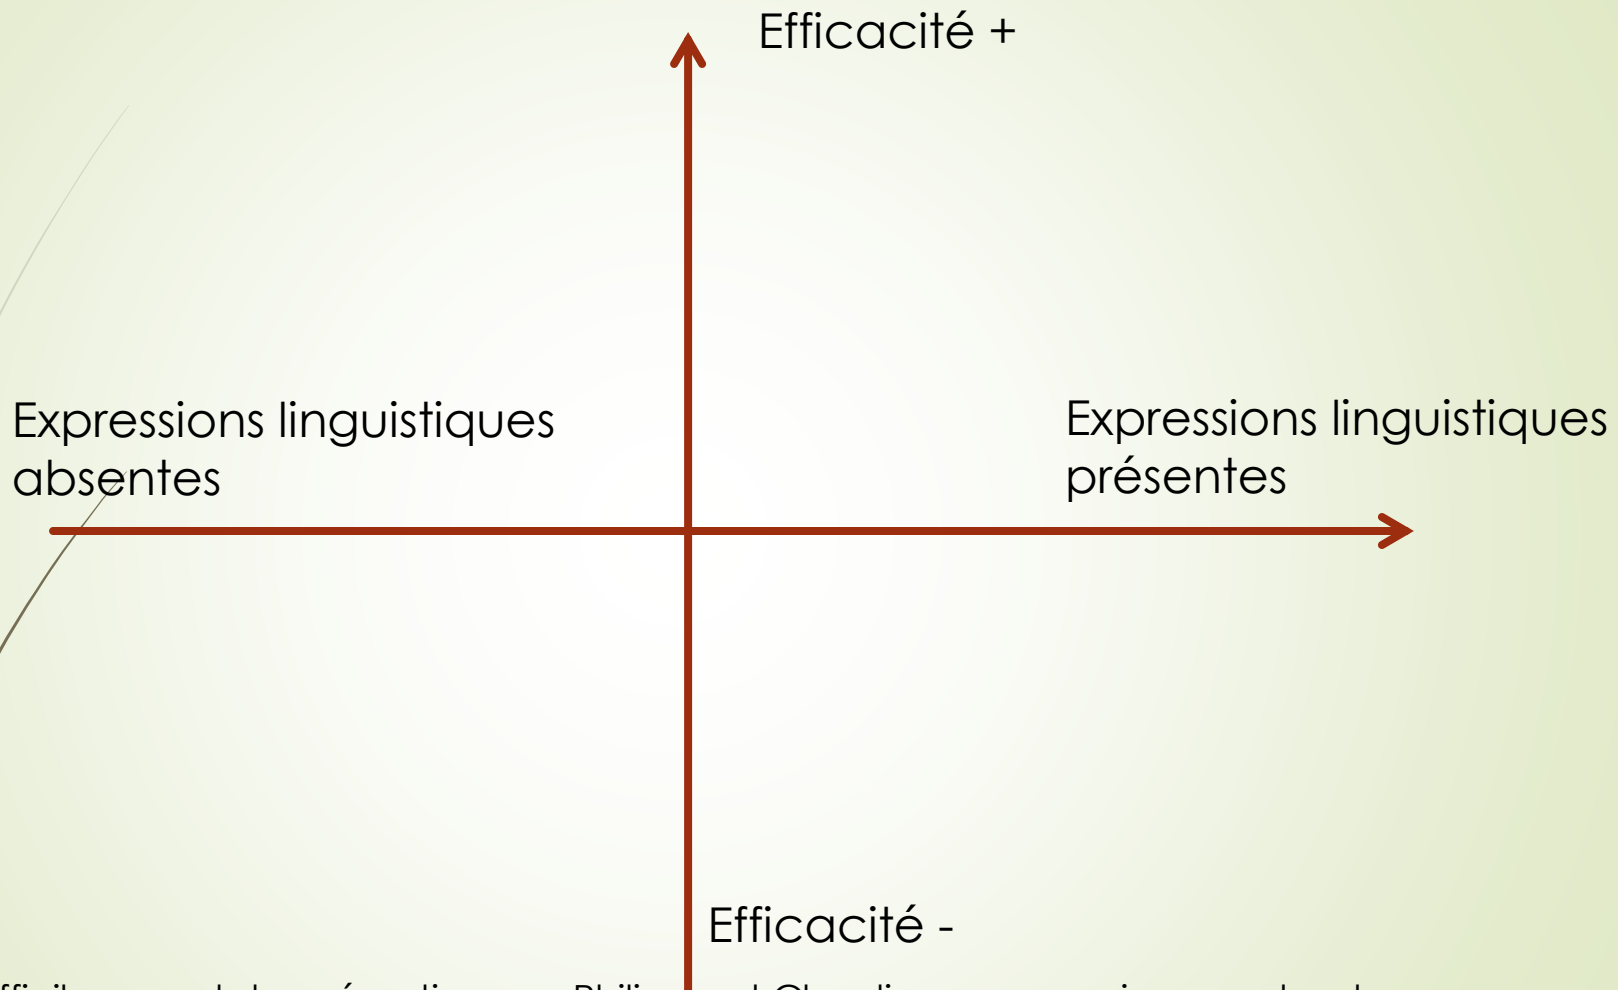 Efficacité +
Expressions linguistiques
absentes
Expressions linguistiques
présentes
Efficacité -